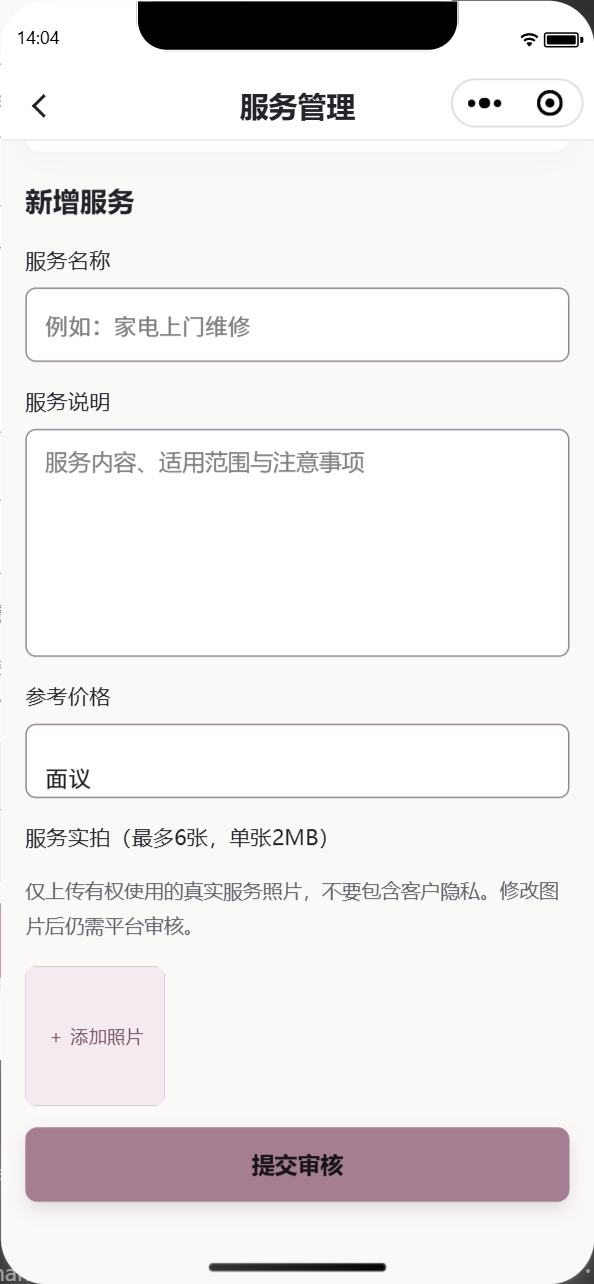 14:04
服务管理
新增服务
服务名称
例如：家电上门维修
服务说明
服务内容、适用范围与注意事项
参考价格
面议
服务实拍（最多6张，单张2MB）
仅上传有权使用的真实服务照片，不要包含客户隐私。修改图
片后仍需平台审核。
+ 添加照片
提交审核